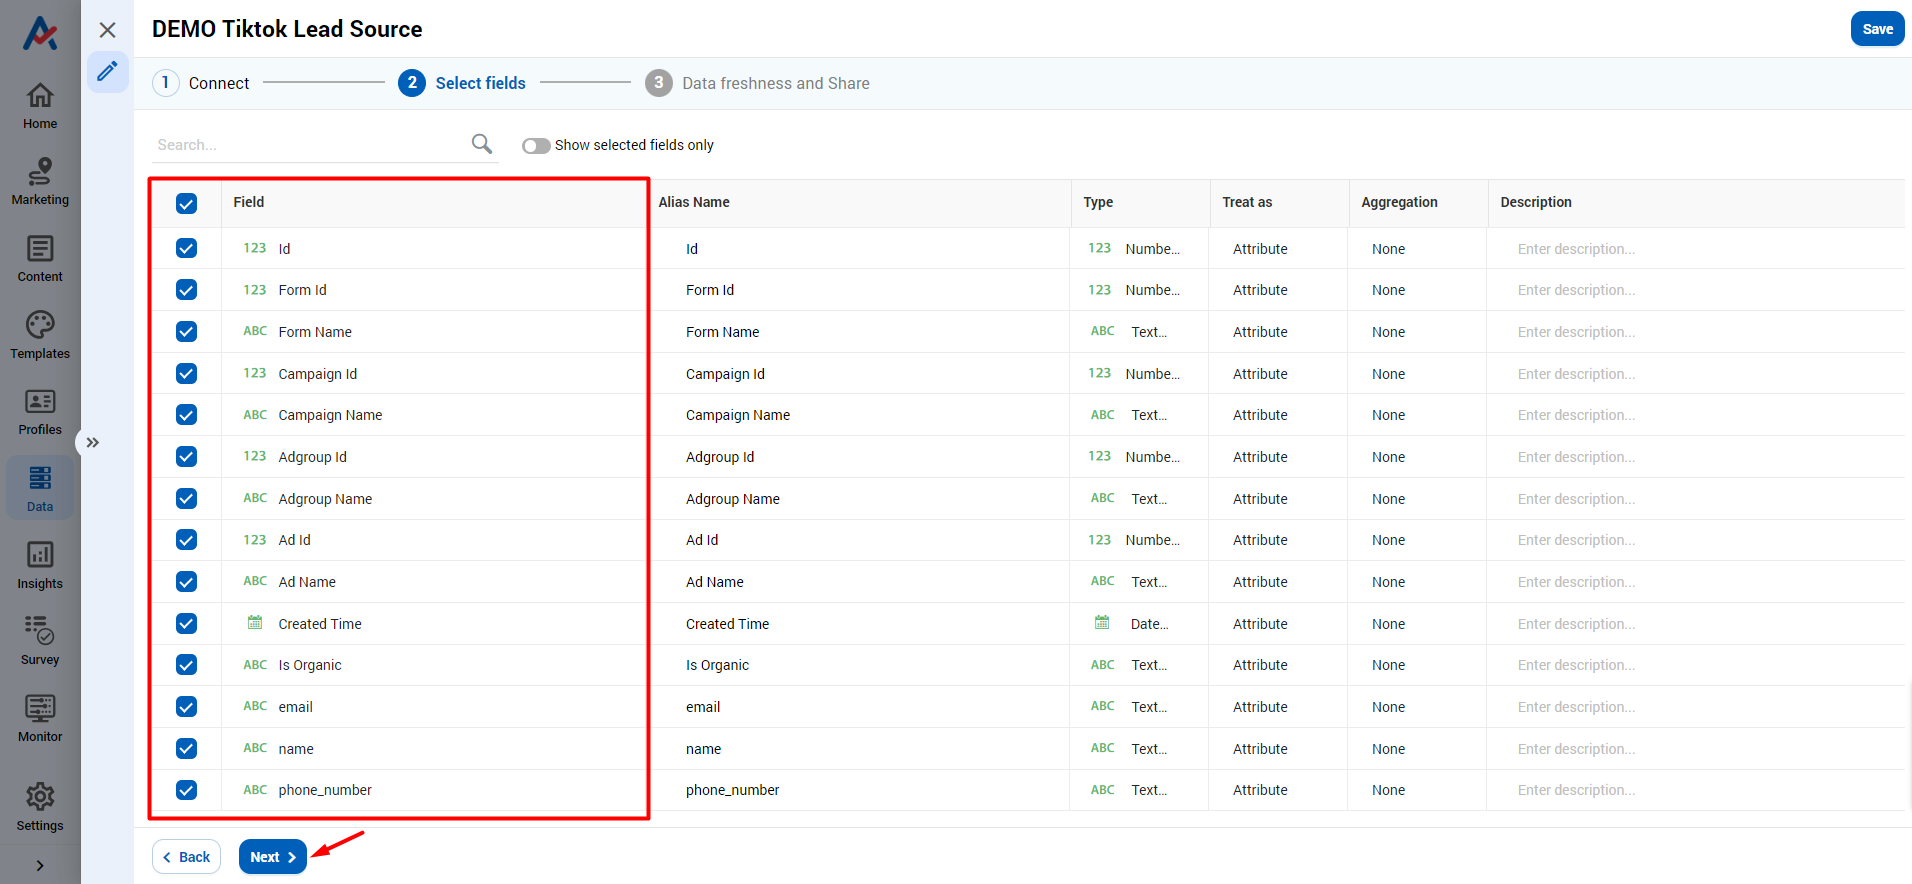 DEMO Tiktok Lead Source
Save
1 Connect 2 Select fields 3 Data freshness and Share
Home
Marketing
Content
Templates
Profiles
Data
Insights
Survey
Monitor
Settings
Search... Show selected fields only
Field Alias Name Type Treat as Aggregation Description
123 Id Id 123 Numbe... Attribute None Enter description...
123 Form Id Form Id 123 Numbe... Attribute None Enter description...
ABC Form Name Form Name ABC Text... Attribute None Enter description...
123 Campaign Id Campaign Id 123 Numbe... Attribute None Enter description...
ABC Campaign Name Campaign Name ABC Text... Attribute None Enter description...
123 Adgroup Id Adgroup Id 123 Numbe... Attribute None Enter description...
ABC Adgroup Name Adgroup Name ABC Text... Attribute None Enter description...
123 Ad Id Ad Id 123 Numbe... Attribute None Enter description...
ABC Ad Name Ad Name ABC Text... Attribute None Enter description...
Created Time Created Time Date... Attribute None Enter description...
ABC Is Organic Is Organic ABC Text... Attribute None Enter description...
ABC email email ABC Text... Attribute None Enter description...
ABC name name ABC Text... Attribute None Enter description...
ABC phone_number phone_number ABC Text... Attribute None Enter description...
Back Next